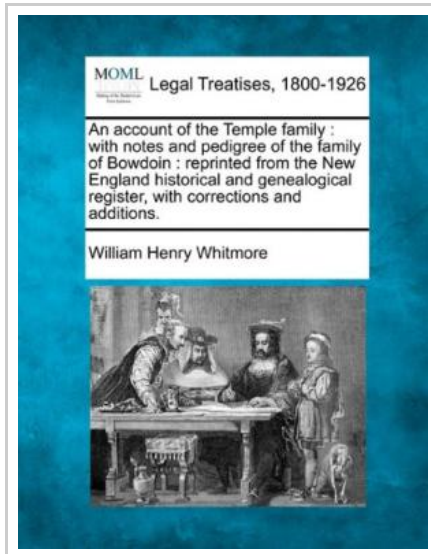 MOML
Legal Treatises, 1800-1926
An account of the Temple family :
with notes and pedigree of the family
of Bowdoin : reprinted from the New
England historical and genealogical
register, with corrections and
additions.
William Henry Whitmore